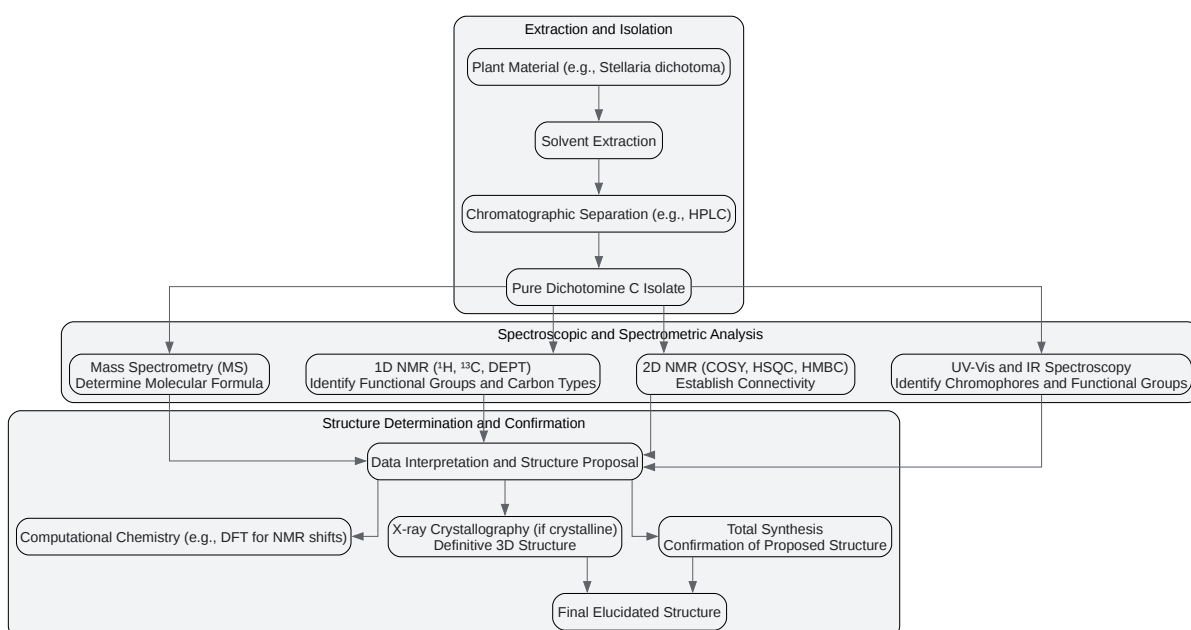 Extraction and Isolation
Plant Material (e.g., Stellaria dichotoma)
Solvent Extraction
Chromatographic Separation (e.g., HPLC)
Pure Dichotomine C Isolate
Spectroscopic and Spectrometric Analysis
Mass Spectrometry (MS)
Determine Molecular Formula
1D NMR (¹H, ¹³C, DEPT)
Identify Functional Groups and Carbon Types
2D NMR (COSY, HSQC, HMBC)
Establish Connectivity
UV-Vis and IR Spectroscopy
Identify Chromophores and Functional Groups
Structure Determination and Confirmation
Data Interpretation and Structure Proposal
Computational Chemistry (e.g., DFT for NMR shifts)
X-ray Crystallography (if crystalline)
Definitive 3D Structure
Total Synthesis
Confirmation of Proposed Structure
Final Elucidated Structure